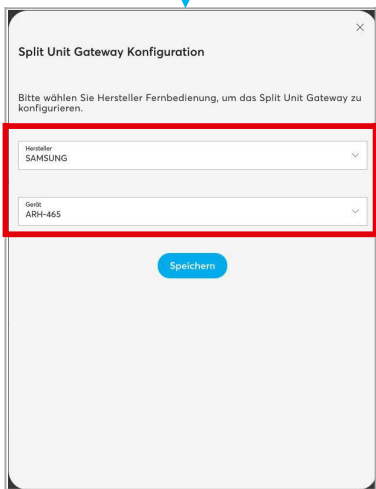 Split Unit Gateway Konfiguration
Bitte wählen Sie Hersteller Fernbedienung, um das Split Unit Gateway zu
konfigurieren.
Hersteller
SAMSUNG
Gerät
ARH-465
Speichern